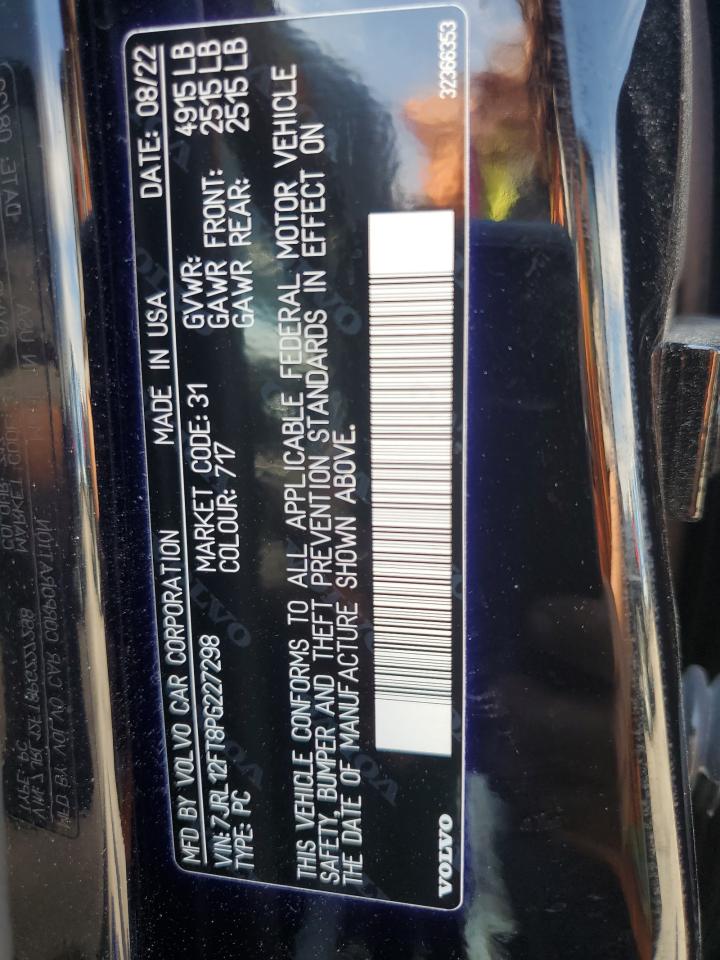 MFD BY VOLVO CAR CORPORATION MADE IN USA DATE: 08/22
VIN: 7JRL12FT8PG227298 MARKET CODE: 31 GVWR: 4915 LB
TYPE: PC COLOUR: 717 GAWR FRONT: 2515 LB
GAWR REAR: 2515 LB
THIS VEHICLE CONFORMS TO ALL APPLICABLE FEDERAL MOTOR VEHICLE
SAFETY, BUMPER AND THEFT PREVENTION STANDARDS IN EFFECT ON
THE DATE OF MANUFACTURE SHOWN ABOVE.
VOLVO 32366353